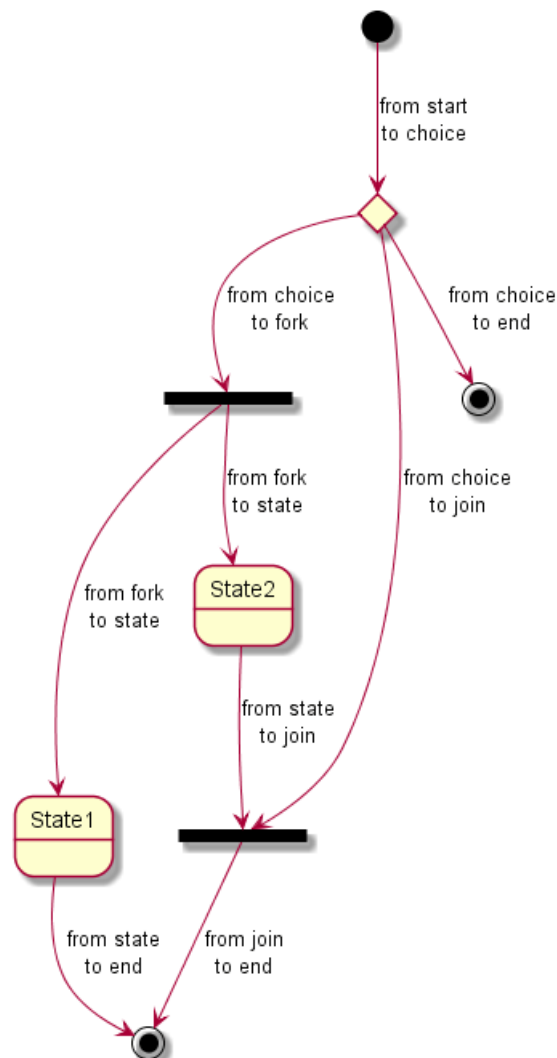 from start
to choice
from choice
to fork
from choice
to end
from fork
to state
from choice
to join
State2
from fork
to state
from state
to join
State1
from state
to end
from join
to end